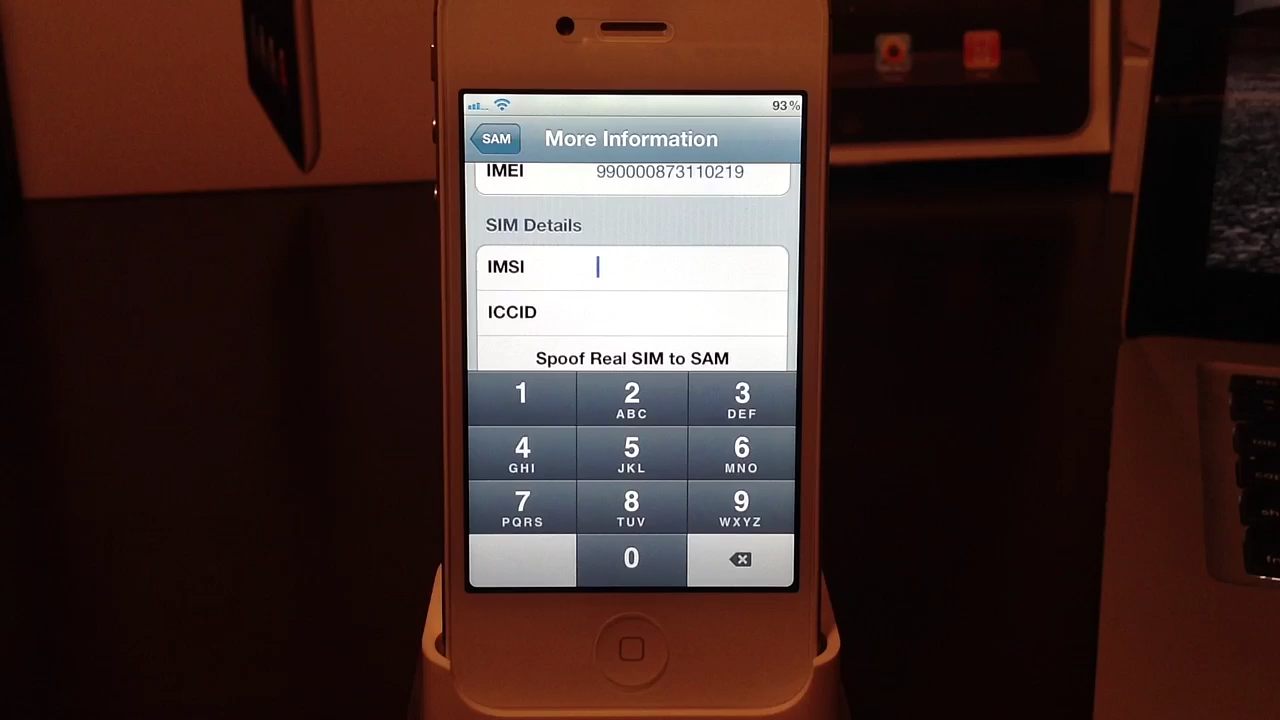 93%
SAM More Information
IMEI 990000873110219
SIM Details
IMSI
ICCID
Spoof Real SIM to SAM
1 2 3
ABC DEF
4 5 6
GHI JKL MNO
7 8 9
PQRS TUV WXYZ
0